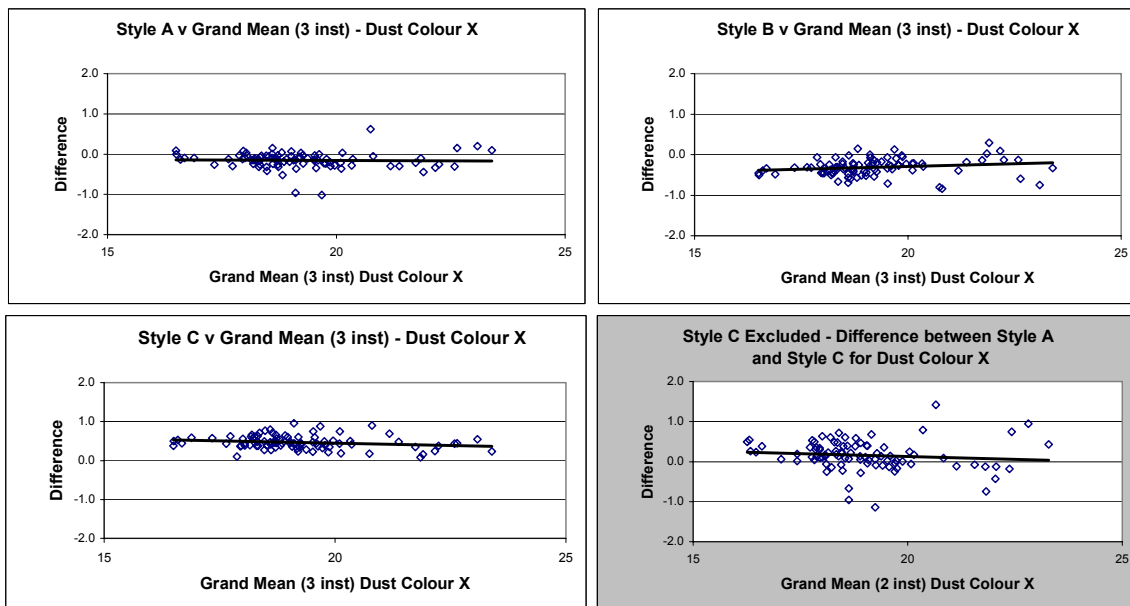 Style A v Grand Mean (3 inst) - Dust Colour X
2.0
1.0
0.0
-1.0
-2.0
15
20
25
Difference
Grand Mean (3 inst) Dust Colour X
Style B v Grand Mean (3 inst) - Dust Colour X
2.0
1.0
0.0
-1.0
-2.0
15
20
25
Difference
Grand Mean (3 inst) Dust Colour X
Style C v Grand Mean (3 inst) - Dust Colour X
2.0
1.0
0.0
-1.0
-2.0
15
20
25
Difference
Grand Mean (3 inst) Dust Colour X
Style C Excluded - Difference between Style A
and Style C for Dust Colour X
2.0
1.0
0.0
-1.0
-2.0
15
20
25
Difference
Grand Mean (2 inst) Dust Colour X